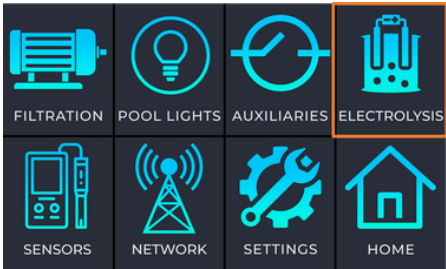 FILTRATION
POOL LIGHTS
AUXILIARIES
ELECTROLYSIS
SENSORS
NETWORK
SETTINGS
HOME